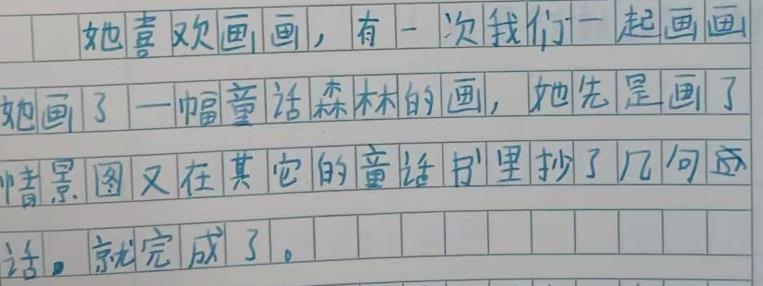 她喜欢画画，有一次我们一起画画
她画了一幅童话森林的画，她先是画了
情景图又在其它的童话书里抄了几句
话。就完成了。